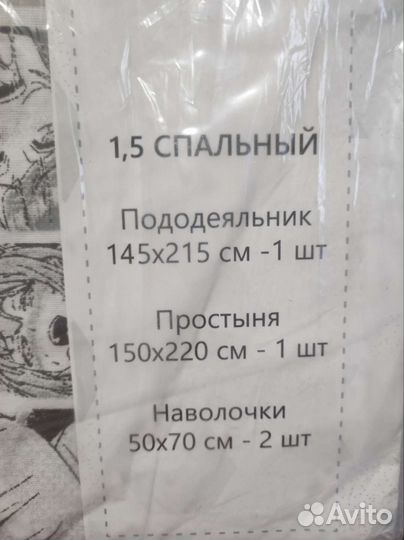 1,5 СПАЛЬНЫЙ
Пододеяльник
145х215 см -1 шт
Простыня
150х220 см - 1 шт
Наволочки
50х70 см - 2 шт
Avito